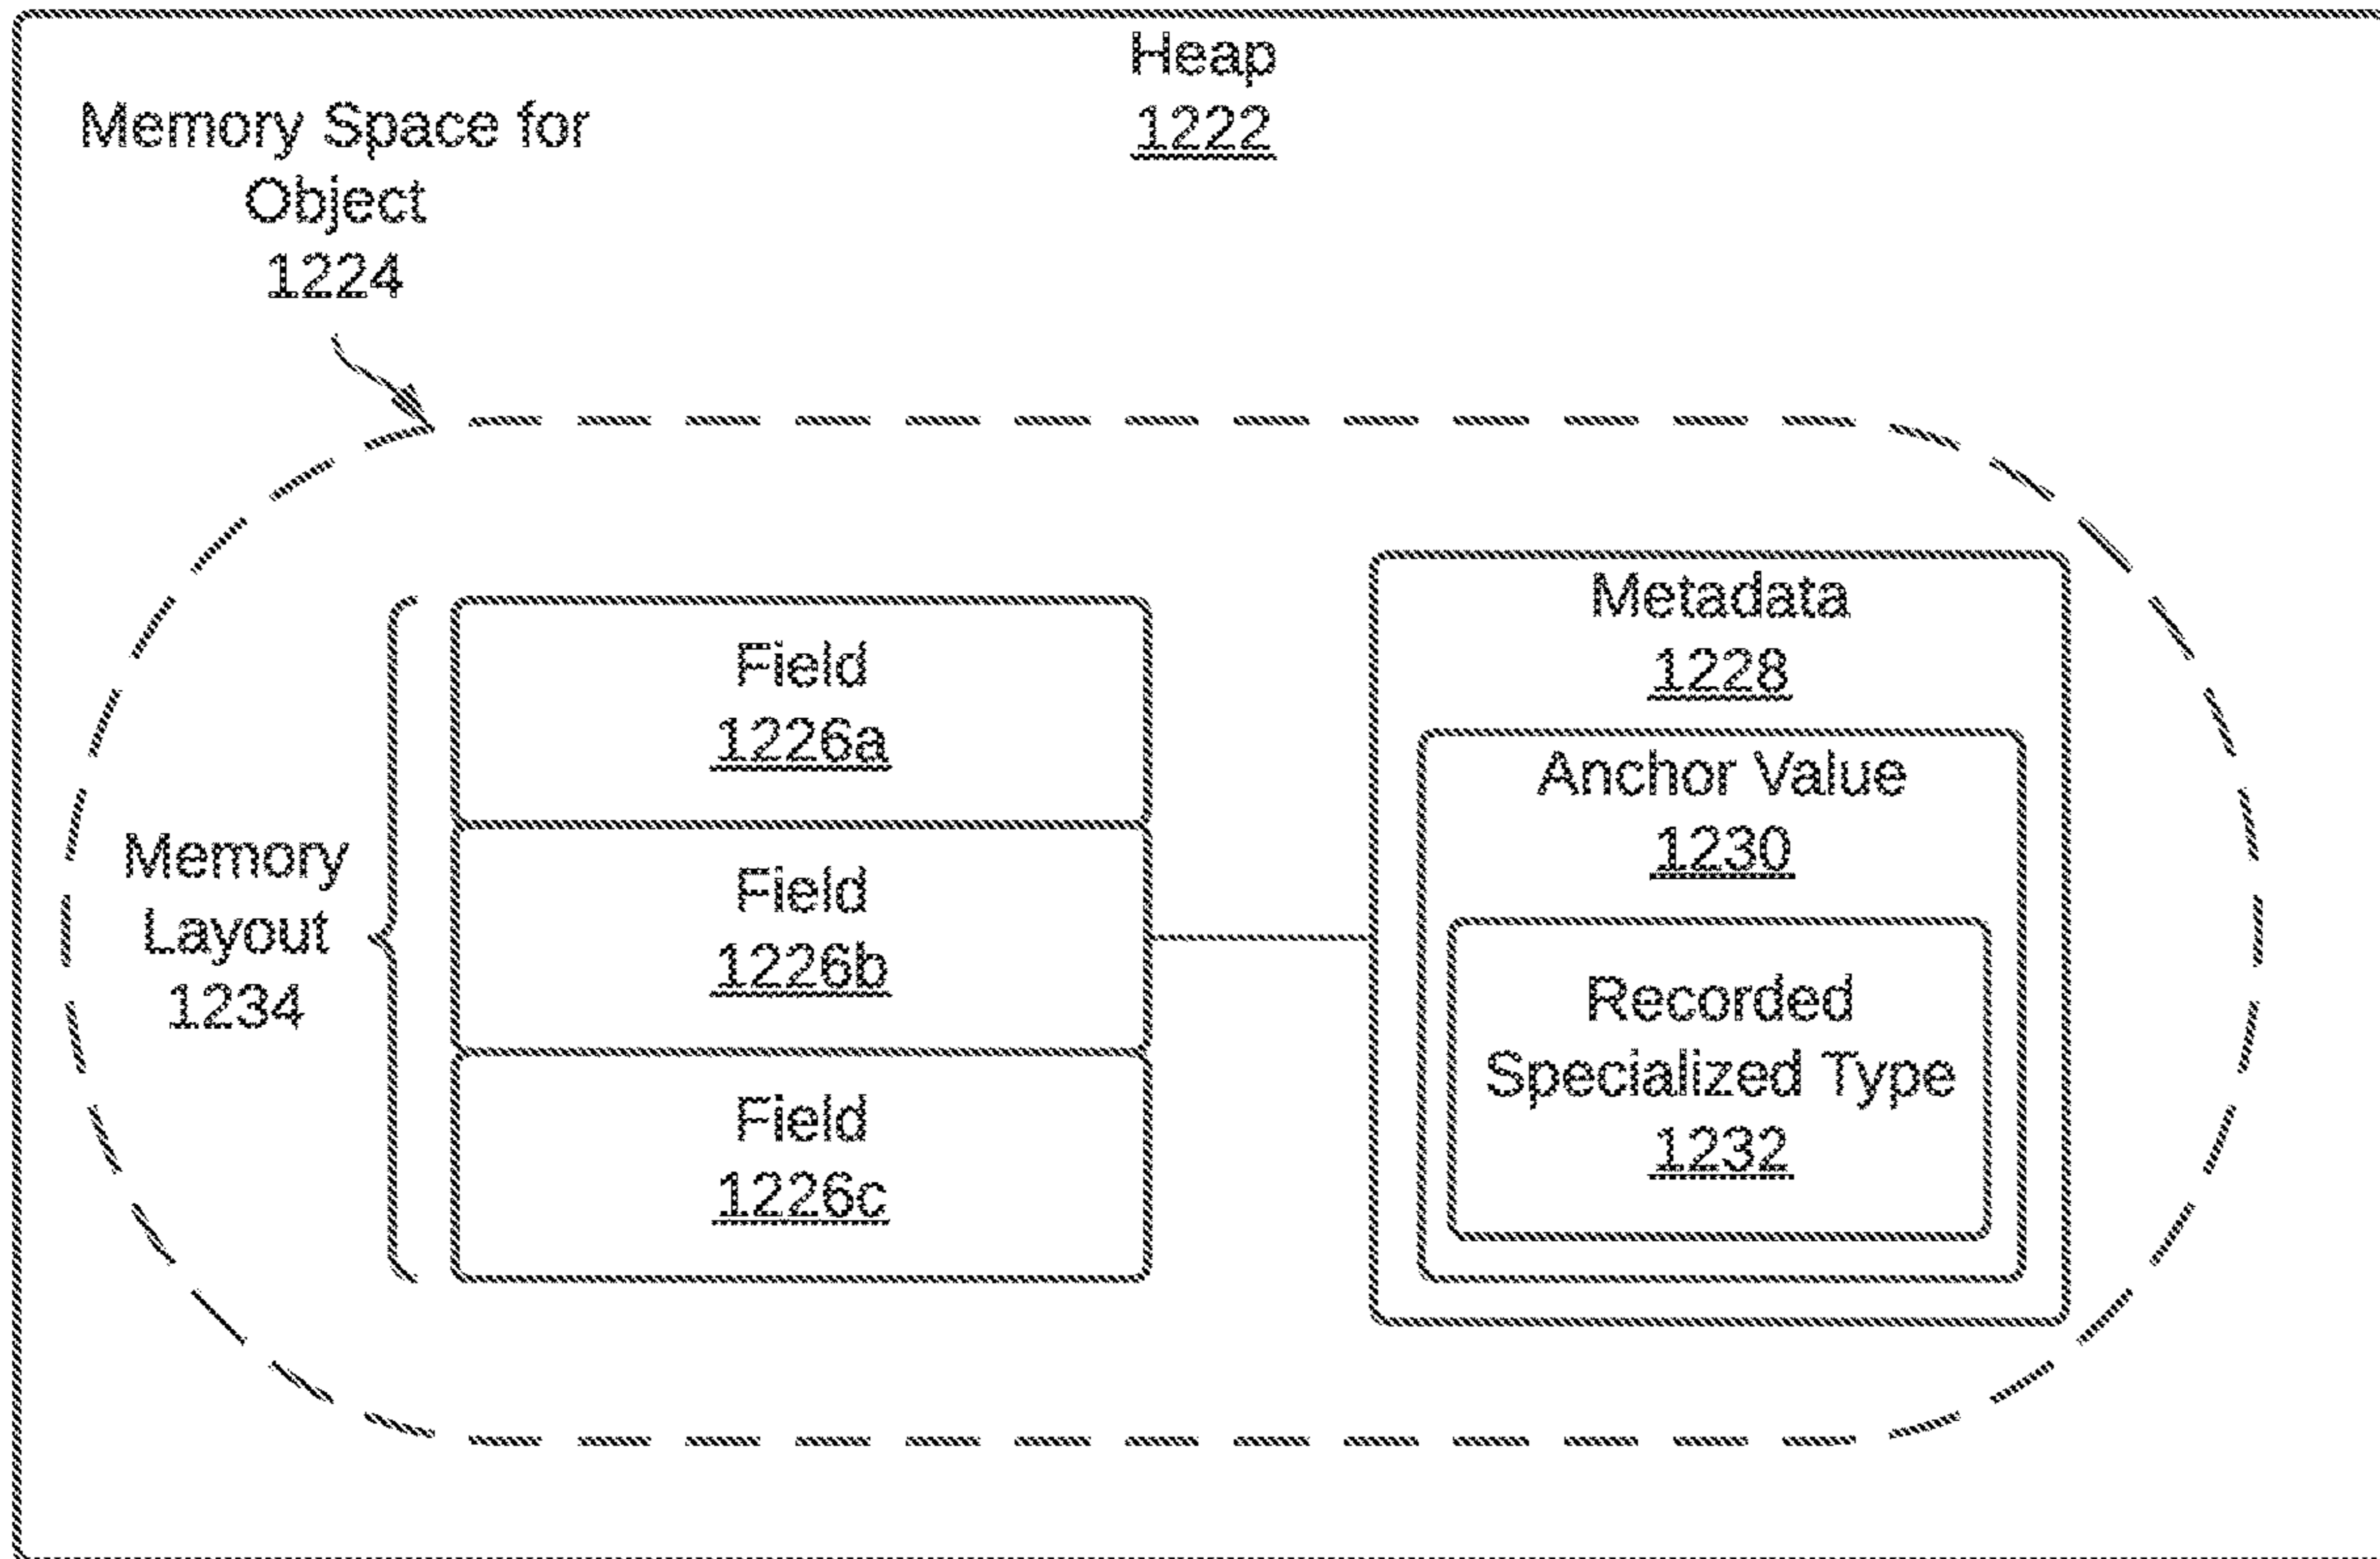 Heap
1222
Memory Space for
Object
1224
Memory
Layout
1234
Field
1226a
Field
1226b
Field
1226c
Metadata
1228
Anchor Value
1230
Recorded
Specialized Type
1232